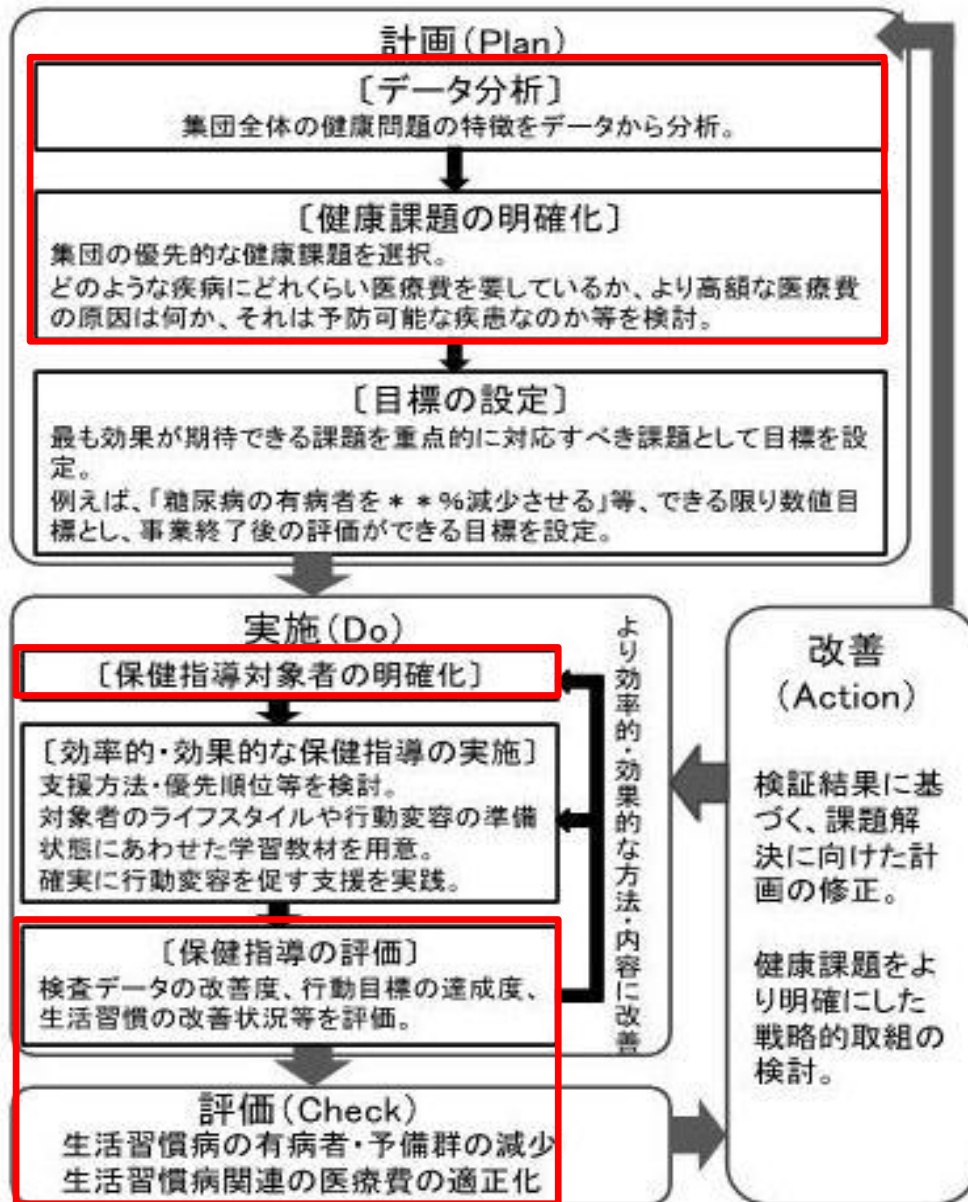 計画(Plan)
〔データ分析〕
集団全体の健康問題の特徴をデータから分析。
〔健康課題の明確化〕
集団の優先的な健康課題を選択。
どのような疾病にどれくらい医療費を要しているか、より高額な医療費
の原因は何か、それは予防可能な疾患なのか等を検討。
〔目標の設定〕
最も効果が期待できる課題を重点的に対応すべき課題として目標を設
定。
例えば、「糖尿病の有病者を＊＊%減少させる」等、できる限り数値目
標とし、事業終了後の評価ができる目標を設定。
実施(Do)
〔保健指導対象者の明確化〕
〔効率的・効果的な保健指導の実施〕
支援方法・優先順位等を検討。
対象者のライフスタイルや行動変容の準備
状態にあわせた学習教材を用意。
確実に行動変容を促す支援を実践。
〔保健指導の評価〕
検査データの改善度、行動目標の達成度、
生活習慣の改善状況等を評価。
より効率的・効果的な方法・内容に改善
評価(Check)
生活習慣病の有病者・予備群の減少
生活習慣病関連の医療費の適正化
改善
(Action)
検証結果に基
づく、課題解
決に向けた計
画の修正。
健康課題をよ
り明確にした
戦略的取組の
検討。